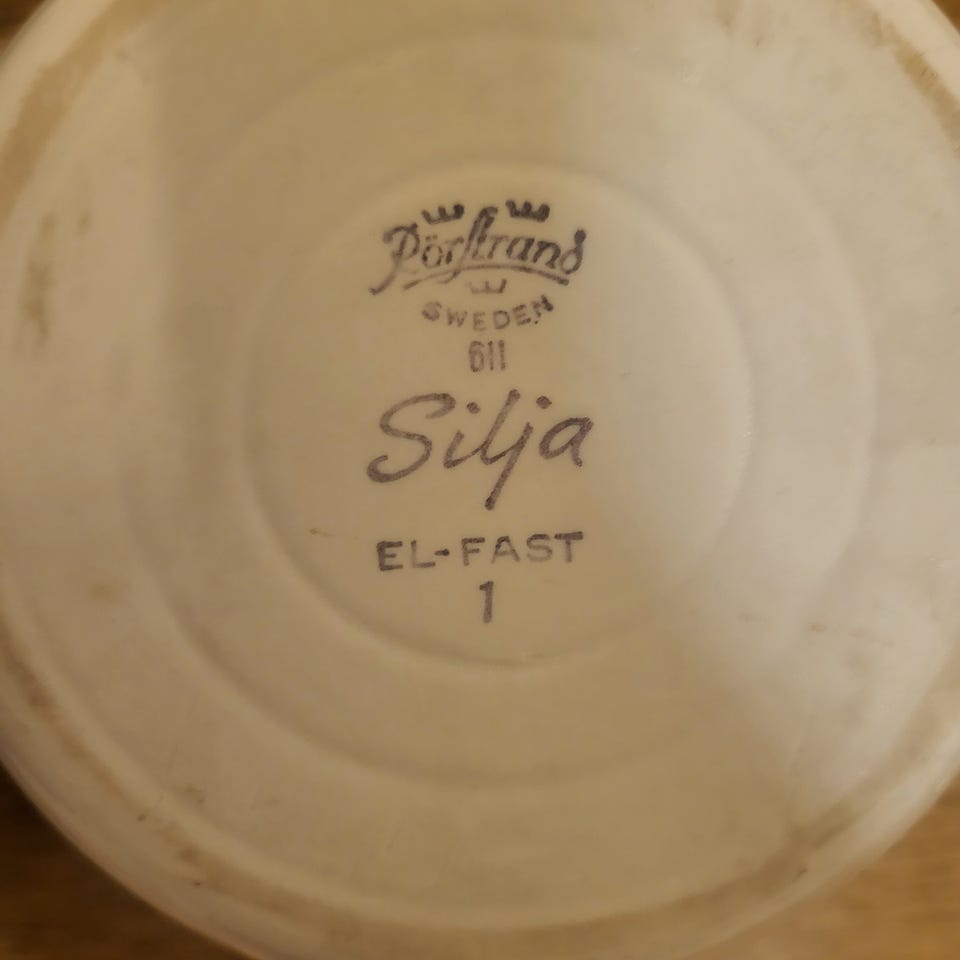 Rörstrand
SWEDEN
611
Silja
EL-FAST
1